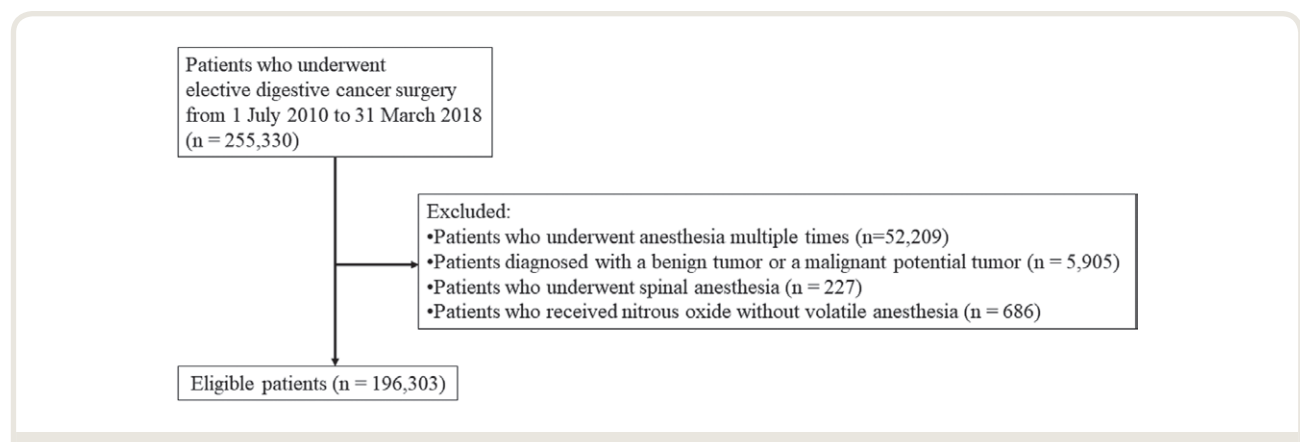 Patients who underwent
elective digestive cancer surgery
from 1 July 2010 to 31 March 2018
(n = 255,330)
Excluded:
•Patients who underwent anesthesia multiple times (n=52,209)
•Patients diagnosed with a benign tumor or a malignant potential tumor (n = 5,905)
•Patients who underwent spinal anesthesia (n = 227)
•Patients who received nitrous oxide without volatile anesthesia (n = 686)
Eligible patients (n = 196,303)